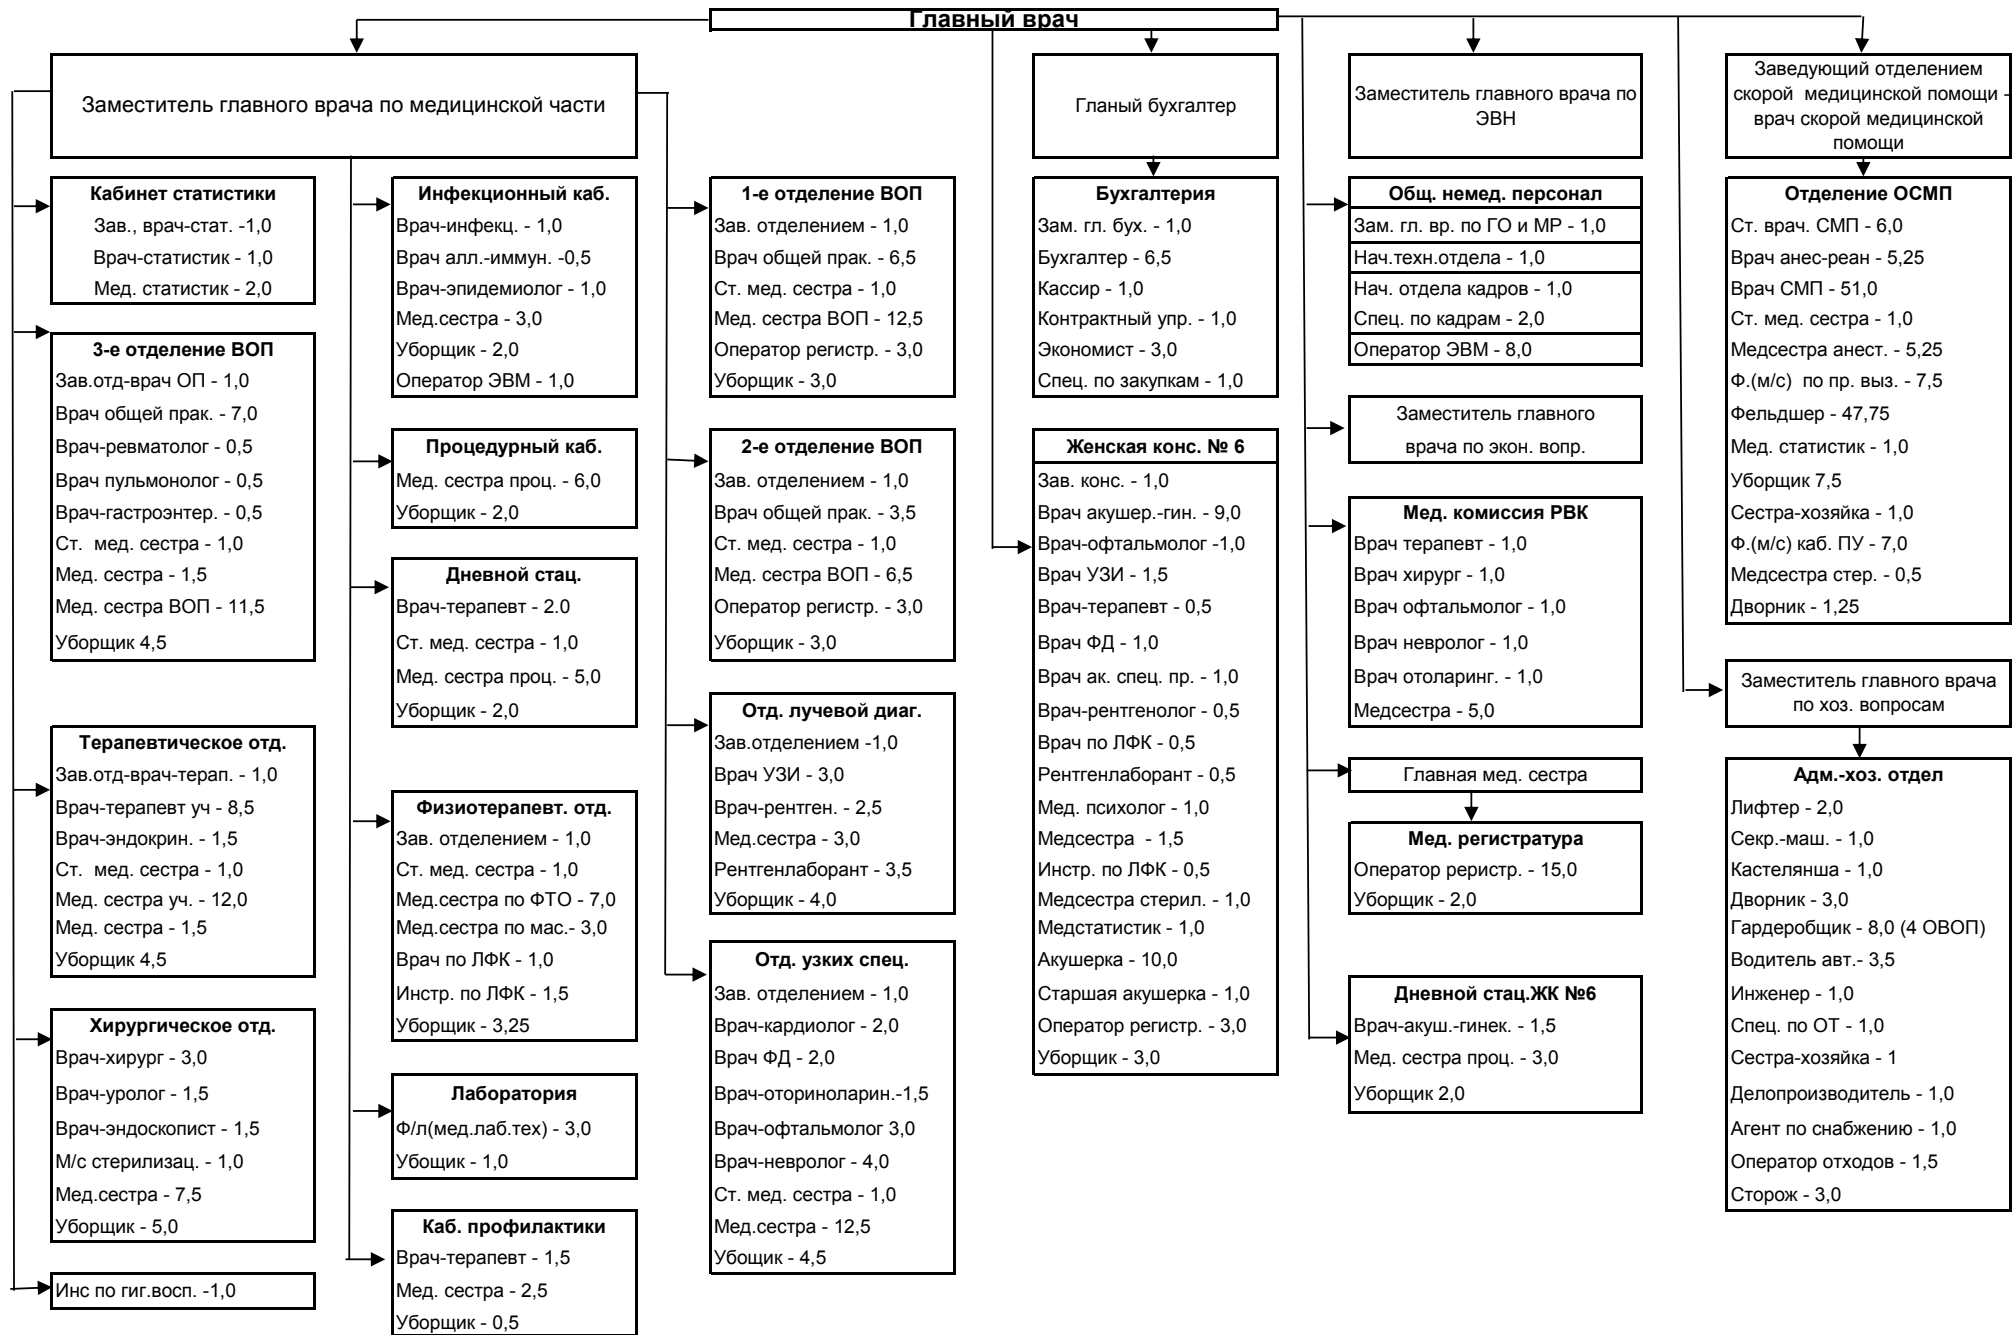 Главный врач
Заместитель главного врача по медицинской части
Кабинет статистики
Зав., врач-стат. -1,0
Врач-статистик - 1,0
Мед. статистик - 2,0
3-е отделение ВОП
Зав.отд-врач ОП - 1,0
Врач общей прак. - 7,0
Врач-ревматолог - 0,5
Врач пульмонолог - 0,5
Врач-гастроэнтер. - 0,5
Ст. мед. сестра - 1,0
Мед. сестра - 1,5
Мед. сестра ВОП - 11,5
Уборщик 4,5
Терапевтическое отд.
Зав.отд-врач-терап. - 1,0
Врач-терапевт уч - 8,5
Врач-эндокрин. - 1,5
Ст. мед. сестра - 1,0
Мед. сестра уч. - 12,0
Мед. сестра - 1,5
Уборщик 4,5
Хирургическое отд.
Врач-хирург - 3,0
Врач-уролог - 1,5
Врач-эндоскопист - 1,5
М/с стерилизац. - 1,0
Мед.сестра - 7,5
Уборщик - 5,0
Инс по гиг.восп. -1,0
Инфекционный каб.
Врач-инфекц. - 1,0
Врач алл.-иммун. -0,5
Врач-эпидемиолог - 1,0
Мед.сестра - 3,0
Уборщик - 2,0
Оператор ЭВМ - 1,0
Процедурный каб.
Мед. сестра проц. - 6,0
Уборщик - 2,0
Дневной стац.
Врач-терапевт - 2.0
Ст. мед. сестра - 1,0
Мед. сестра проц. - 5,0
Уборщик - 2,0
Физиотерапевт. отд.
Зав. отделением - 1,0
Ст. мед. сестра - 1,0
Мед.сестра по ФТО - 7,0
Мед.сестра по мас.- 3,0
Врач по ЛФК - 1,0
Инстр. по ЛФК - 1,5
Уборщик - 3,25
Лаборатория
Ф/л(мед.лаб.тех) - 3,0
Убощик - 1,0
Каб. профилактики
Врач-терапевт - 1,5
Мед. сестра - 2,5
Уборщик - 0,5
1-е отделение ВОП
Зав. отделением - 1,0
Врач общей прак. - 6,5
Ст. мед. сестра - 1,0
Мед. сестра ВОП - 12,5
Оператор регистр. - 3,0
Уборщик - 3,0
2-е отделение ВОП
Зав. отделением - 1,0
Врач общей прак. - 3,5
Ст. мед. сестра - 1,0
Мед. сестра ВОП - 6,5
Оператор регистр. - 3,0
Уборщик - 3,0
Отд. лучевой диаг.
Зав.отделением -1,0
Врач УЗИ - 3,0
Врач-рентген. - 2,5
Мед.сестра - 3,0
Рентгенлаборант - 3,5
Уборщик - 4,0
Отд. узких спец.
Зав. отделением - 1,0
Врач-кардиолог - 2,0
Врач ФД - 2,0
Врач-оториноларин.-1,5
Врач-офтальмолог 3,0
Врач-невролог - 4,0
Ст. мед. сестра - 1,0
Мед.сестра - 12,5
Убощик - 4,5
Гланый бухгалтер
Бухгалтерия
Зам. гл. бух. - 1,0
Бухгалтер - 6,5
Кассир - 1,0
Контрактный упр. - 1,0
Экономист - 3,0
Спец. по закупкам - 1,0
Женская конс. № 6
Зав. конс. - 1,0
Врач акушер.-гин. - 9,0
Врач-офтальмолог -1,0
Врач УЗИ - 1,5
Врач-терапевт - 0,5
Врач ФД - 1,0
Врач ак. спец. пр. - 1,0
Врач-рентгенолог - 0,5
Врач по ЛФК - 0,5
Рентгенлаборант - 0,5
Мед. психолог - 1,0
Медсестра - 1,5
Инстр. по ЛФК - 0,5
Медсестра стерил. - 1,0
Медстатистик - 1,0
Акушерка - 10,0
Старшая акушерка - 1,0
Оператор регистр. - 3,0
Уборщик - 3,0
Заместитель главного врача по
ЭВН
Общ. немед. персонал
Зам. гл. вр. по ГО и МР - 1,0
Нач.техн.отдела - 1,0
Нач. отдела кадров - 1,0
Спец. по кадрам - 2,0
Оператор ЭВМ - 8,0
Заместитель главного
врача по экон. вопр.
Мед. комиссия РВК
Врач терапевт - 1,0
Врач хирург - 1,0
Врач офтальмолог - 1,0
Врач невролог - 1,0
Врач отоларинг. - 1,0
Медсестра - 5,0
Главная мед. сестра
Мед. регистратура
Оператор реристр. - 15,0
Уборщик - 2,0
Дневной стац.ЖК №6
Врач-акуш.-гинек. - 1,5
Мед. сестра проц. - 3,0
Уборщик 2,0
Заведующий отделением
скорой медицинской помощи -
врач скорой медицинской
помощи
Отделение ОСМП
Ст. врач. СМП - 6,0
Врач анес-реан - 5,25
Врач СМП - 51,0
Ст. мед. сестра - 1,0
Медсестра анест. - 5,25
Ф.(м/с) по пр. выз. - 7,5
Фельдшер - 47,75
Мед. статистик - 1,0
Уборщик 7,5
Сестра-хозяйка - 1,0
Ф.(м/с) каб. ПУ - 7,0
Медсестра стер. - 0,5
Дворник - 1,25
Заместитель главного врача
по хоз. вопросам
Адм.-хоз. отдел
Лифтер - 2,0
Секр.-маш. - 1,0
Кастелянша - 1,0
Дворник - 3,0
Гардеробщик - 8,0 (4 ОВОП)
Водитель авт.- 3,5
Инженер - 1,0
Спец. по ОТ - 1,0
Сестра-хозяйка - 1
Делопроизводитель - 1,0
Агент по снабжению - 1,0
Оператор отходов - 1,5
Сторож - 3,0